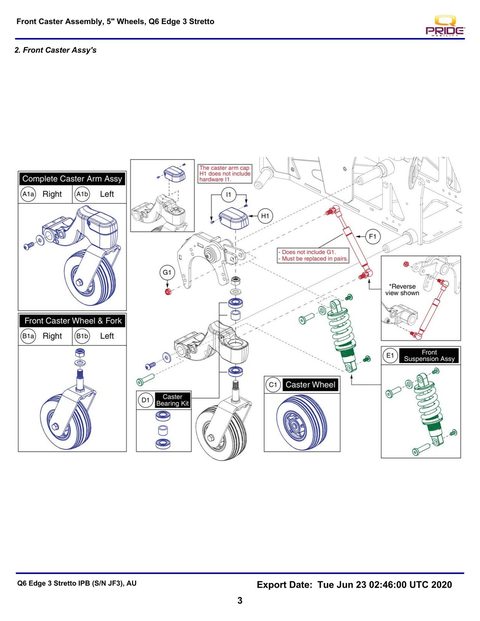 Front Caster Assembly, 5" Wheels, Q6 Edge 3 Stretto
Q
PRIDE
2. Front Caster Assy's
The caster arm cap
H1 does not include
hardware I1.
Complete Caster Arm Assy
A1a Right A1b Left
I1
H1
F1
- Does not include G1.
- Must be replaced in pairs.
G1
*Reverse
view shown
Front Caster Wheel & Fork
B1a Right B1b Left
E1 Front
Suspension Assy
C1 Caster Wheel
D1 Caster
Bearing Kit
Q6 Edge 3 Stretto IPB (S/N JF3), AU
Export Date: Tue Jun 23 02:46:00 UTC 2020
3